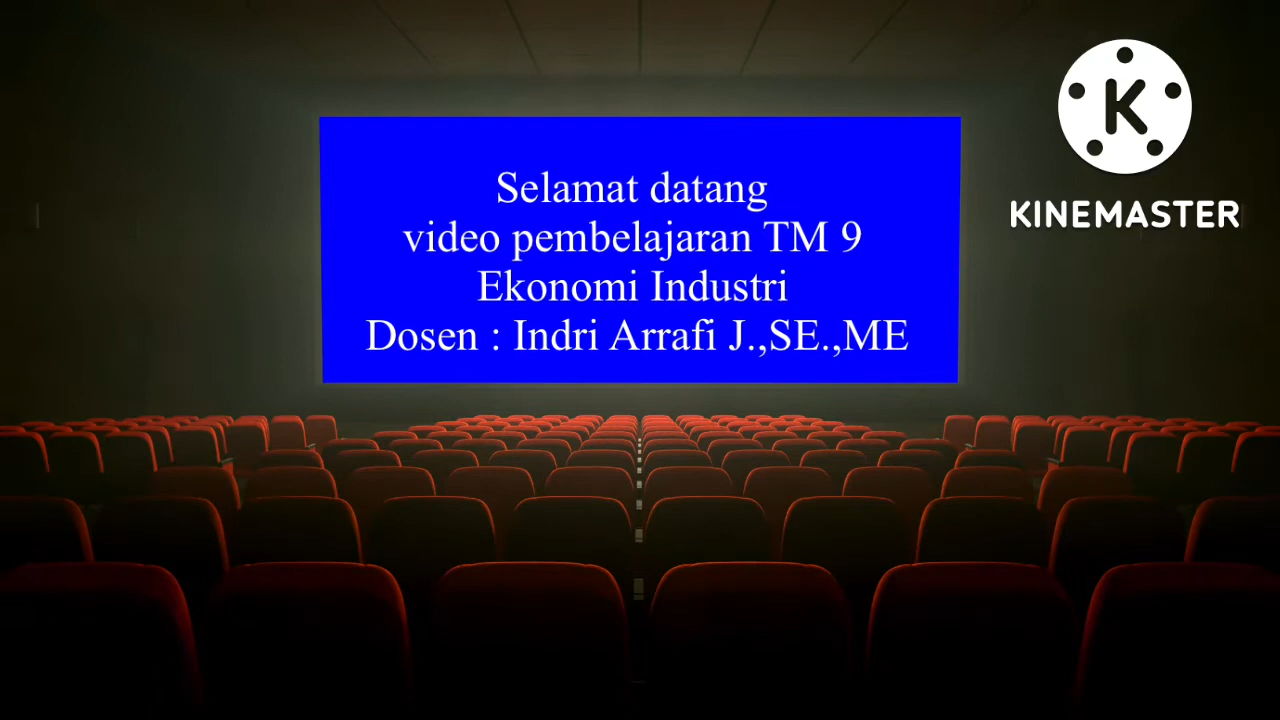 Selamat datang
video pembelajaran TM 9
Ekonomi Industri
Dosen : Indri Arrafi J.,SE.,ME
K
KINEMASTER